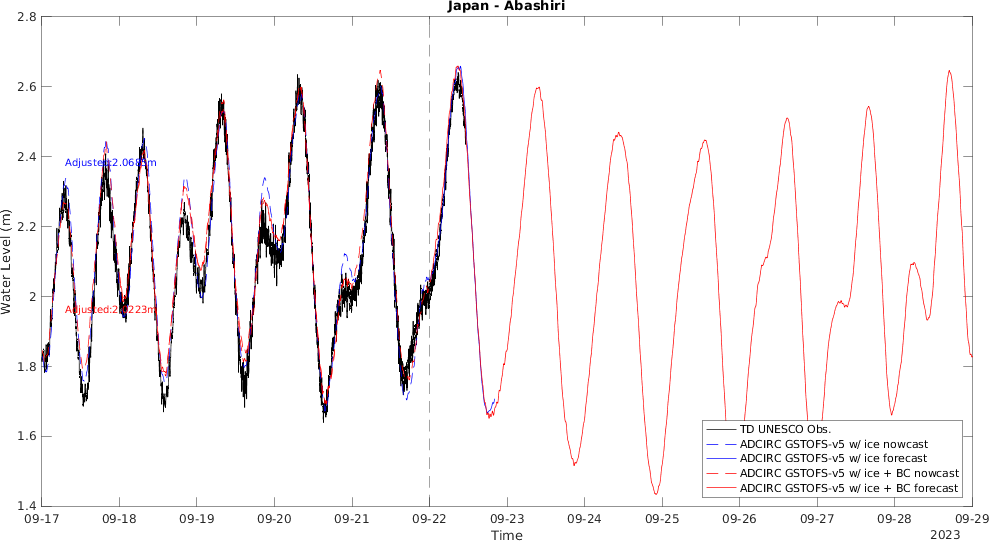 Japan - Abashiri
2.8
2.6
2.4
2.2
2
1.8
1.6
1.4
Water Level (m)
Adjusted:2.0685m
TD UNESCO Obs.
ADCIRC GSTOFS-v5 w/ ice nowcast
ADCIRC GSTOFS-v5 w/ ice forecast
ADCIRC GSTOFS-v5 w/ ice + BC nowcast
ADCIRC GSTOFS-v5 w/ ice + BC forecast
09-17 09-18 09-19 09-20 09-21 09-22 09-23 09-24 09-25 09-26 09-27 09-28 09-29
Time
2023